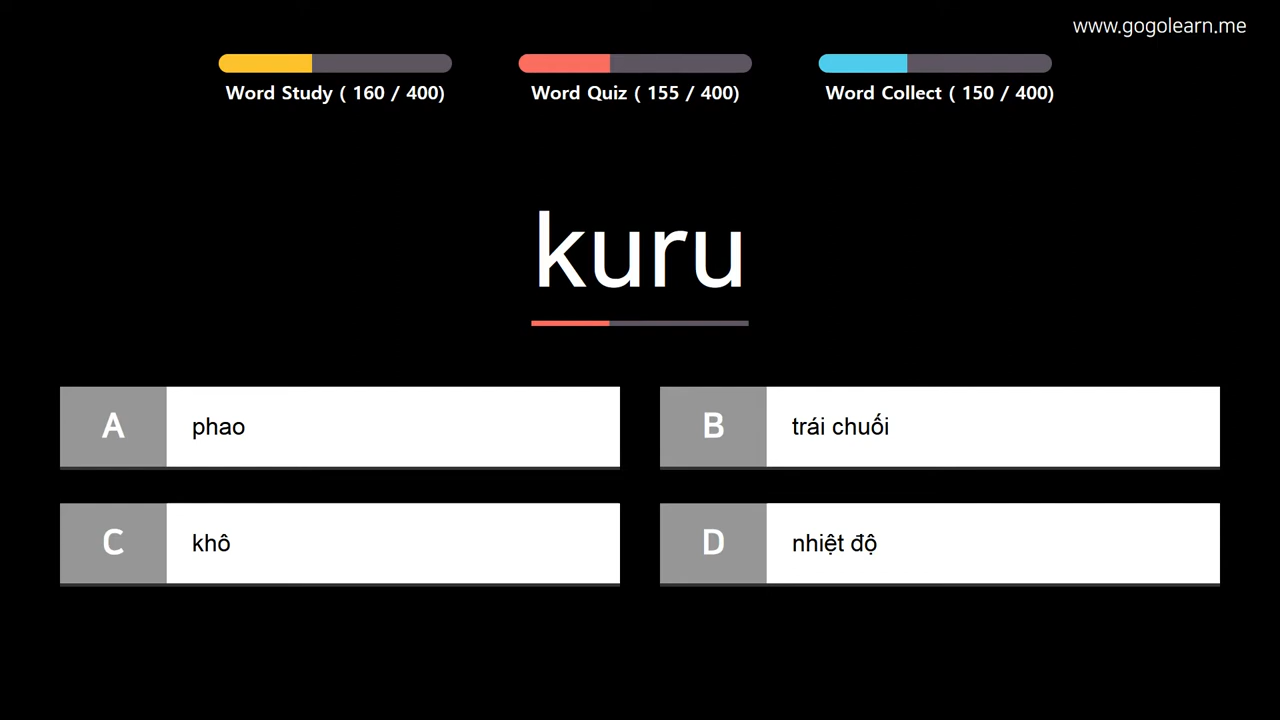 www.gogolearn.me
Word Study ( 160 / 400)
Word Quiz ( 155 / 400)
Word Collect ( 150 / 400)
kuru
A phao
B trái chuối
C khô
D nhiệt độ